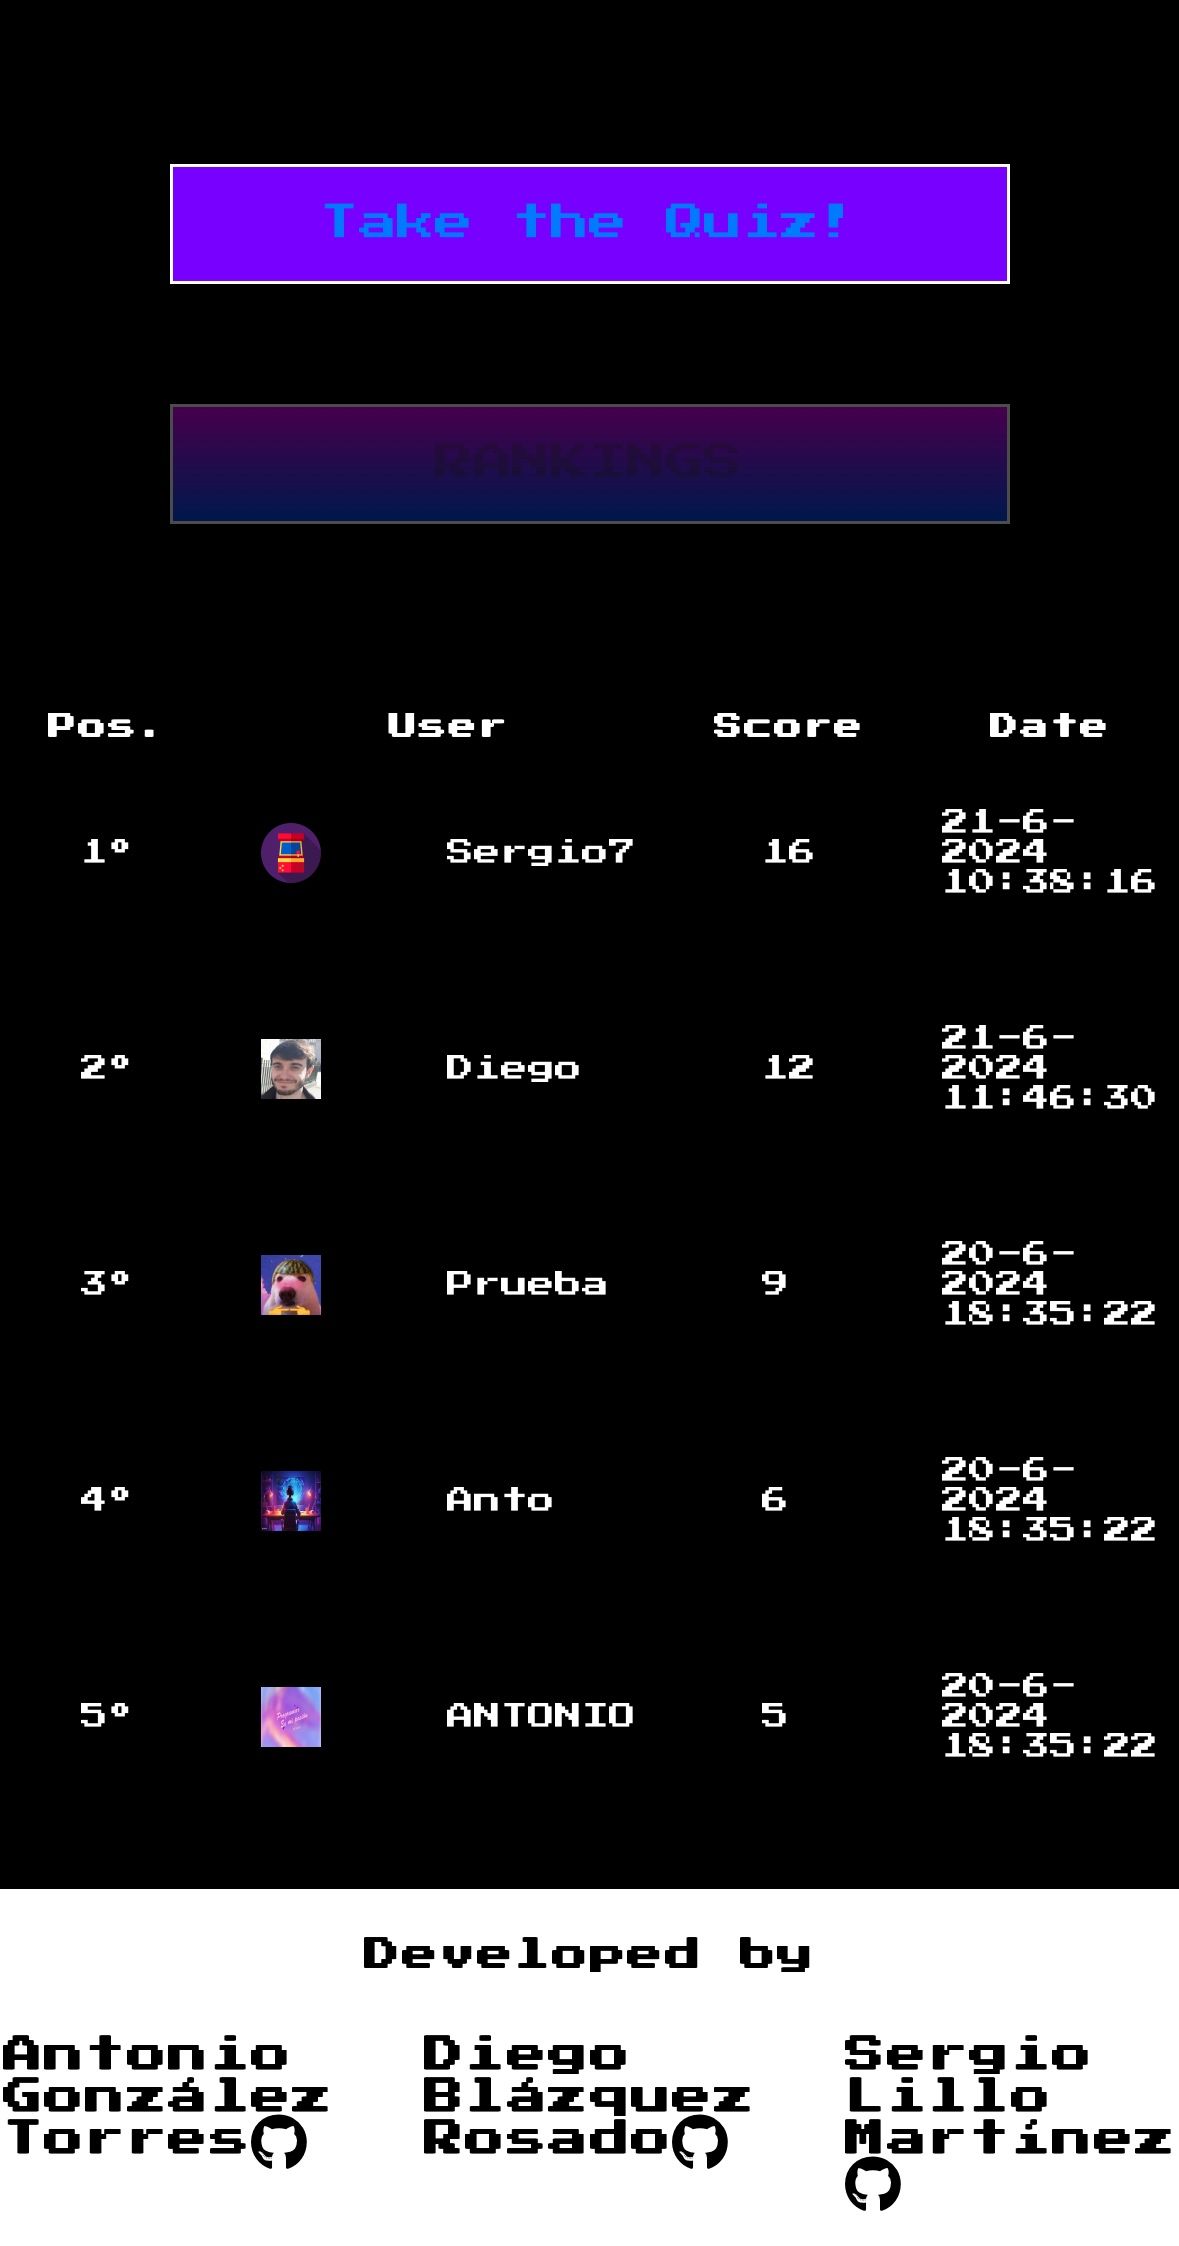 Take the Quiz!
RANKINGS
Pos. User Score Date
1º Sergio7 16 21-6-
2024
10:38:16
2º Diego 12 21-6-
2024
11:46:30
3º Prueba 9 20-6-
2024
18:35:22
4º Anto 6 20-6-
2024
18:35:22
5º ANTONIO 5 20-6-
2024
18:35:22
Developed by
Antonio
González
Torres
Diego
Blázquez
Rosado
Sergio
Lillo
Martínez